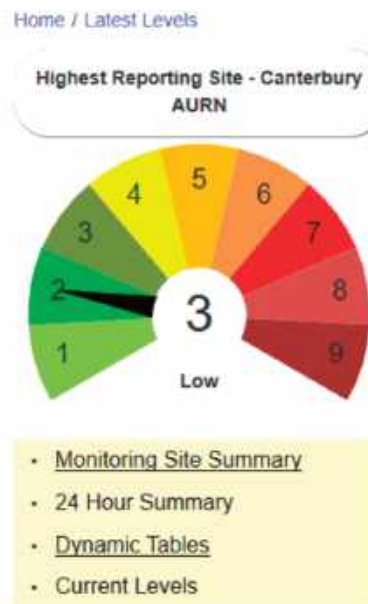 Home / Latest Levels
Highest Reporting Site - Canterbury
AURN
1
2
3
4
5
6
7
8
9
3
Low
• Monitoring Site Summary
• 24 Hour Summary
• Dynamic Tables
• Current Levels